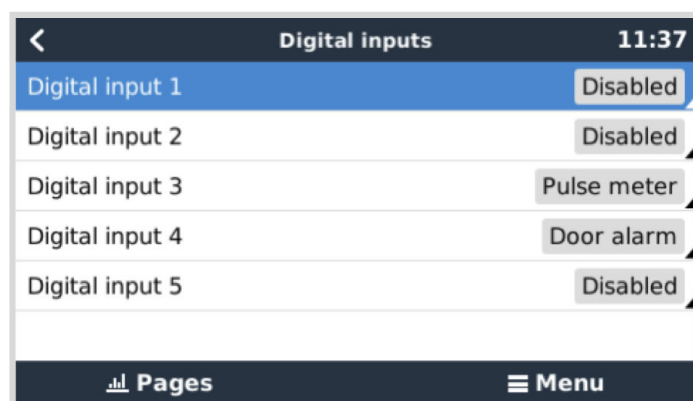 Digital inputs 11:37
Digital input 1 Disabled
Digital input 2 Disabled
Digital input 3 Pulse meter
Digital input 4 Door alarm
Digital input 5 Disabled
Pages Menu